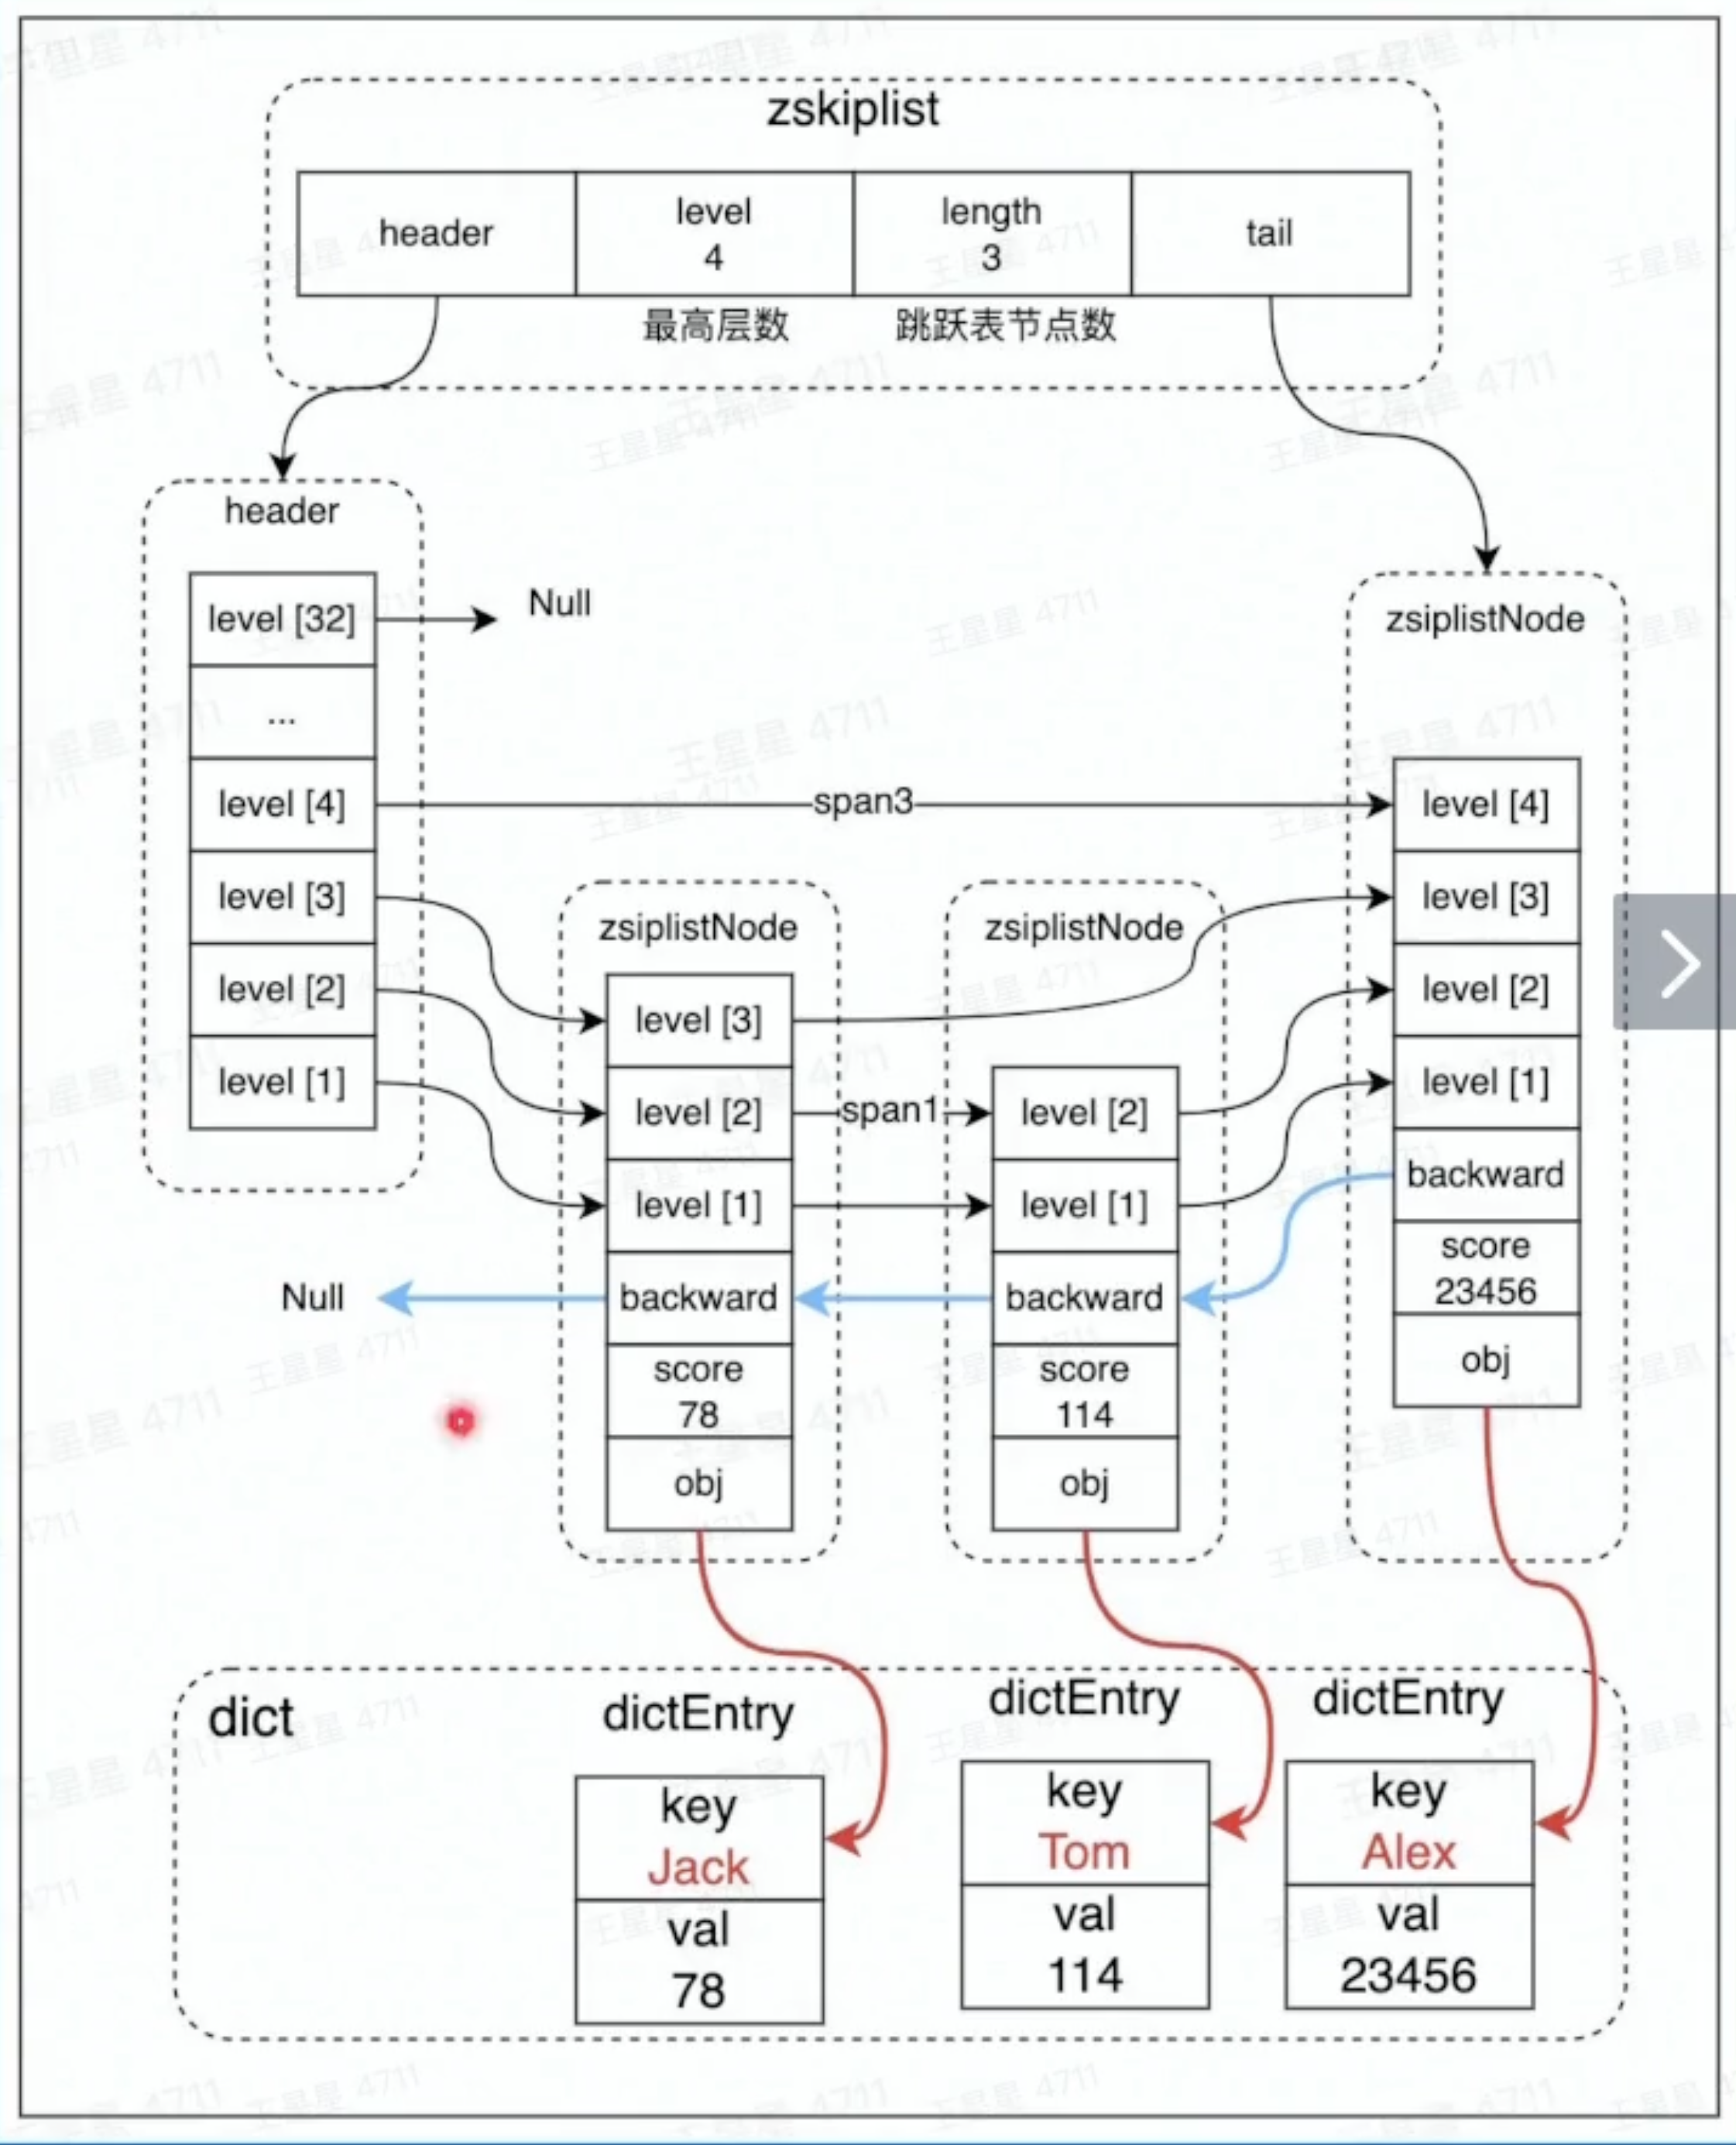 zskiplist
header
level
4
length
3
tail
最高层数
跳跃表节点数
header
level [32]
Null
...
level [4]
level [3]
level [2]
level [1]
span3
zsiplistNode
level [3]
level [2]
level [1]
backward
score
78
obj
span1
Null
zsiplistNode
level [2]
level [1]
backward
score
114
obj
zsiplistNode
level [4]
level [3]
level [2]
level [1]
backward
score
23456
obj
dict
dictEntry
key
Jack
val
78
dictEntry
key
Tom
val
114
dictEntry
key
Alex
val
23456
王星星 4711